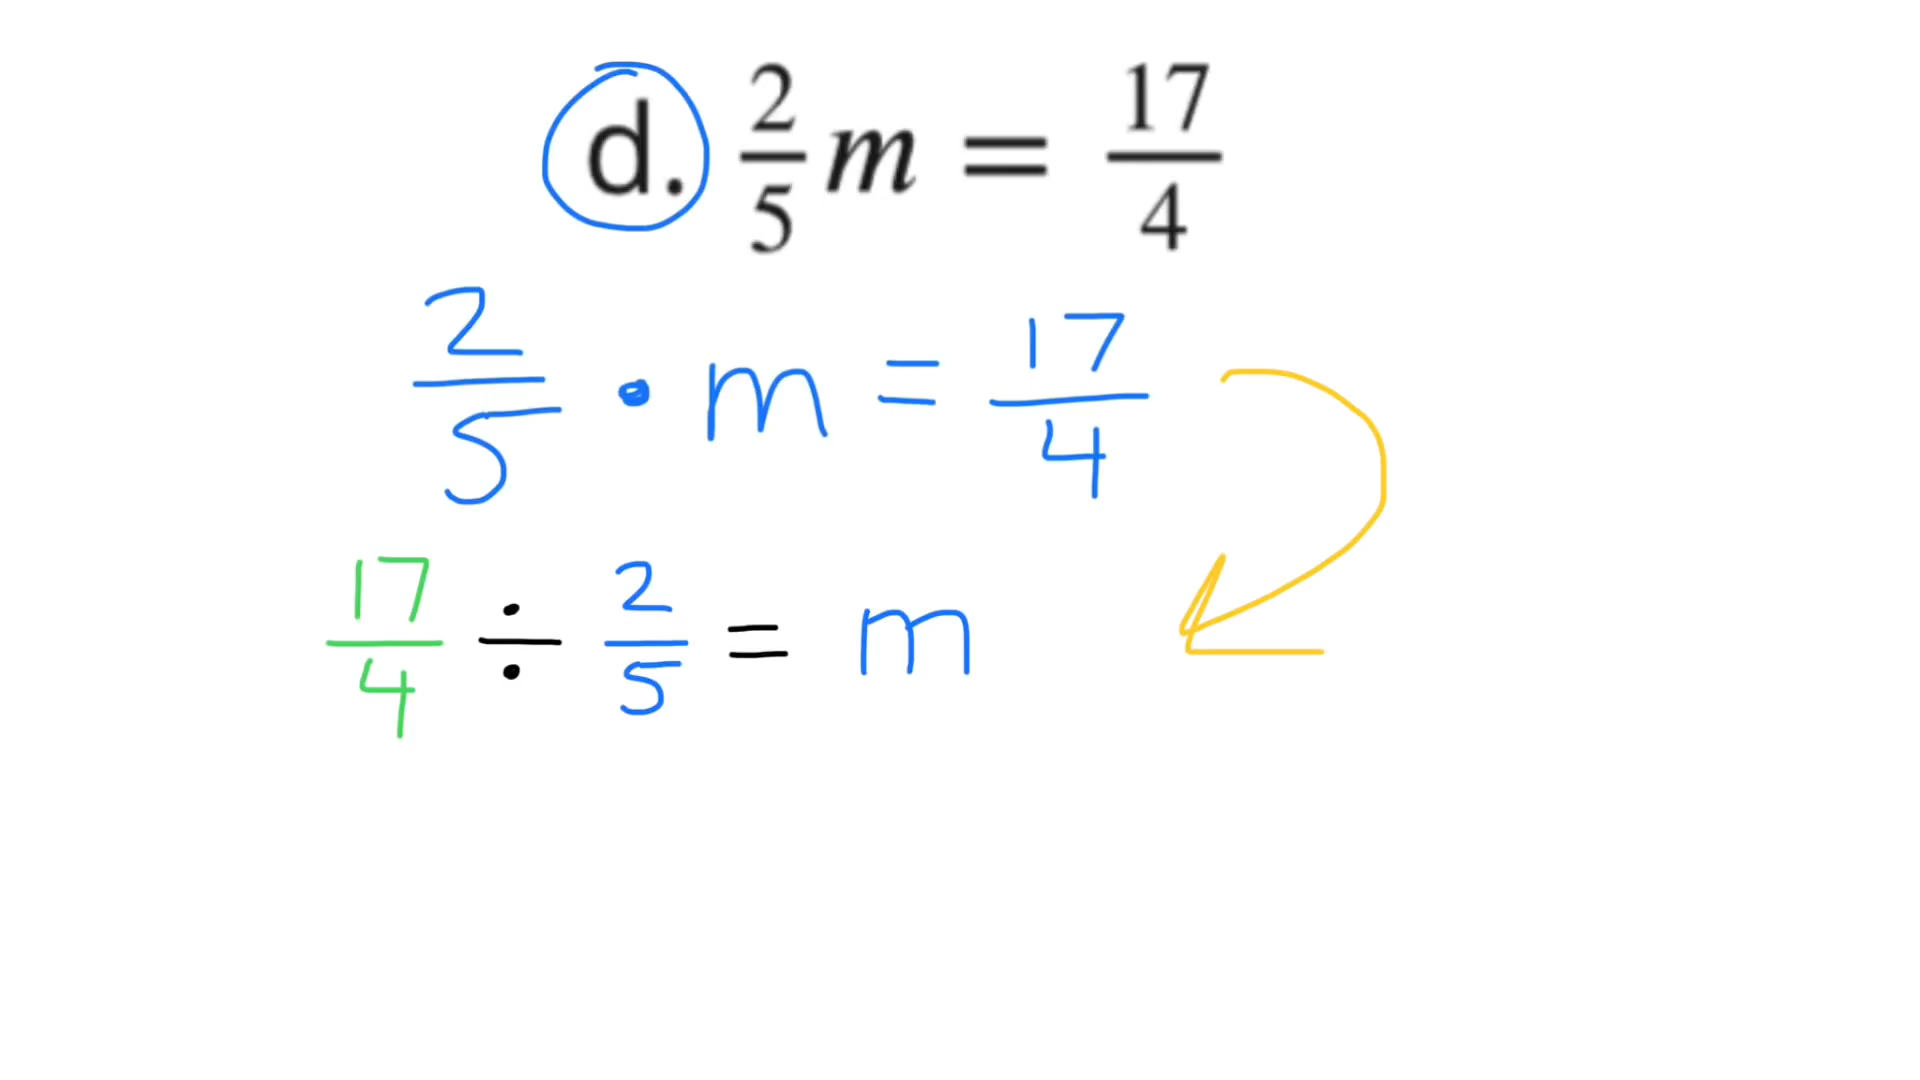 d. 2/5 m = 17/4
2/5 • m = 17/4
17/4 ÷ 2/5 = m